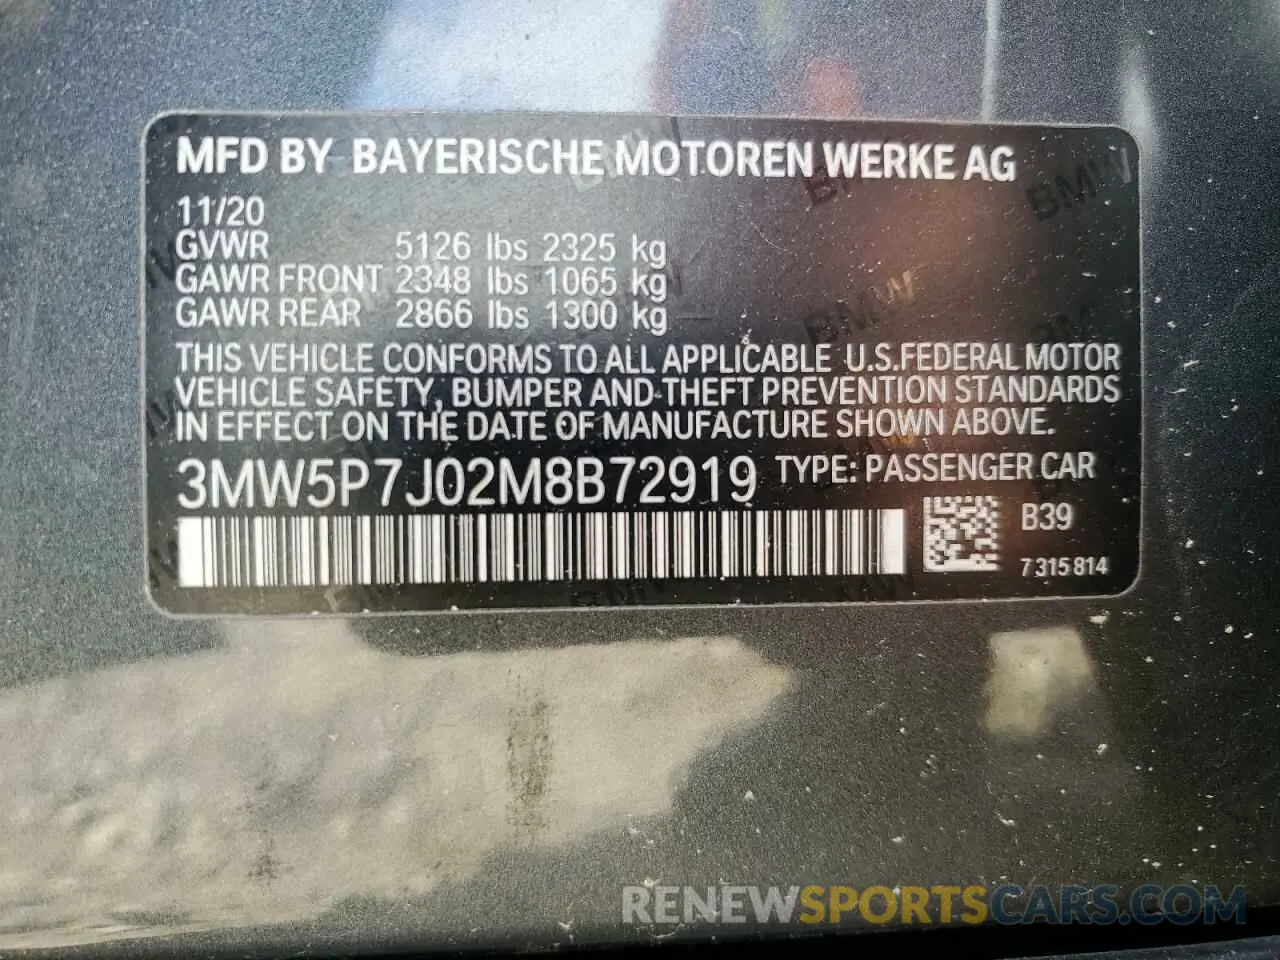 MFD BY BAYERISCHE MOTOREN WERKE AG
11/20
GVWR 5126 lbs 2325 kg
GAWR FRONT 2348 lbs 1065 kg
GAWR REAR 2866 lbs 1300 kg
THIS VEHICLE CONFORMS TO ALL APPLICABLE U.S.FEDERAL MOTOR
VEHICLE SAFETY, BUMPER AND THEFT PREVENTION STANDARDS
IN EFFECT ON THE DATE OF MANUFACTURE SHOWN ABOVE.
3MW5P7J02M8B72919 TYPE: PASSENGER CAR
B39
7 315 814
RENEWSPORTSCARS.COM